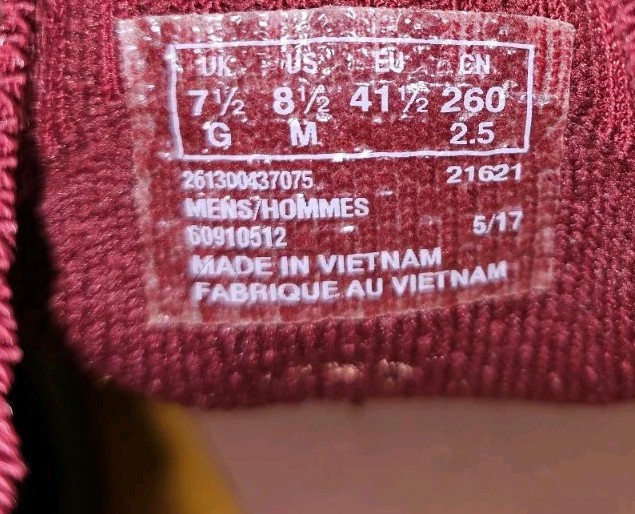 UK US EU CN
7½ 8½ 41½ 260
G M 2.5
261300437075 21621
MENS/HOMMES
60910512 5/17
MADE IN VIETNAM
FABRIQUE AU VIETNAM